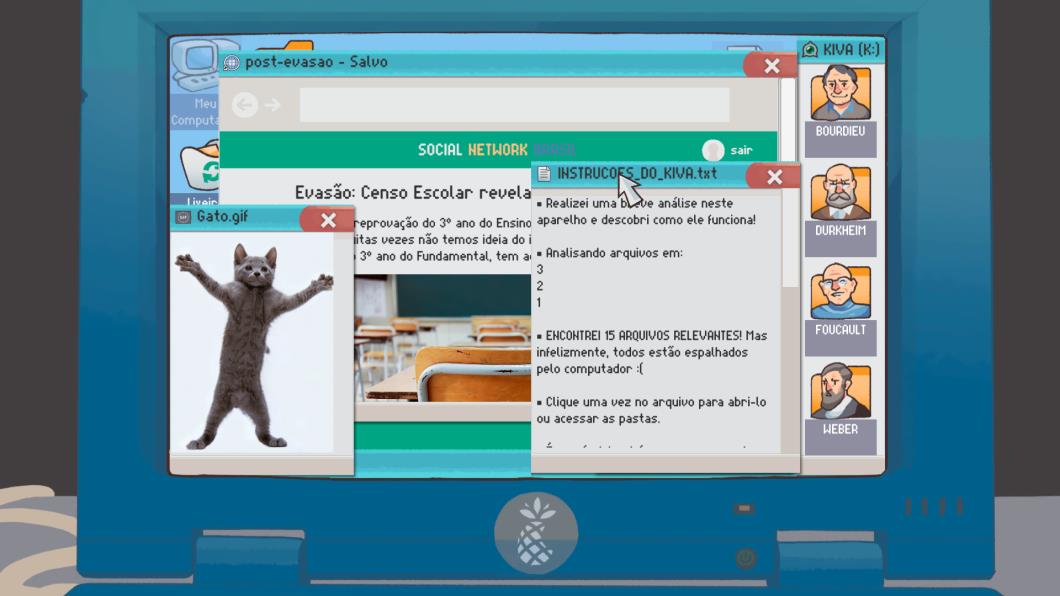 KIVA (K:)
post-evasao - Salvo
Meu
Computa
SOCIAL NETWORK BRASIL
sair
BOURDIEU
Evasão: Censo Escolar revela
INSTRUCOES_DO_KIVA.txt
Gato.gif
reprovação do 3º ano do Ensino
itas vezes não temos ideia do i
3º ano do Fundamental, tem a
▪ Realizei uma breve análise neste
aparelho e descobri como ele funciona!
▪ Analisando arquivos em:
3
2
1
▪ ENCONTREI 15 ARQUIVOS RELEVANTES! Mas
infelizmente, todos estão espalhados
pelo computador :(
▪ Clique uma vez no arquivo para abri-lo
ou acessar as pastas.
DURKHEIM
FOUCAULT
WEBER